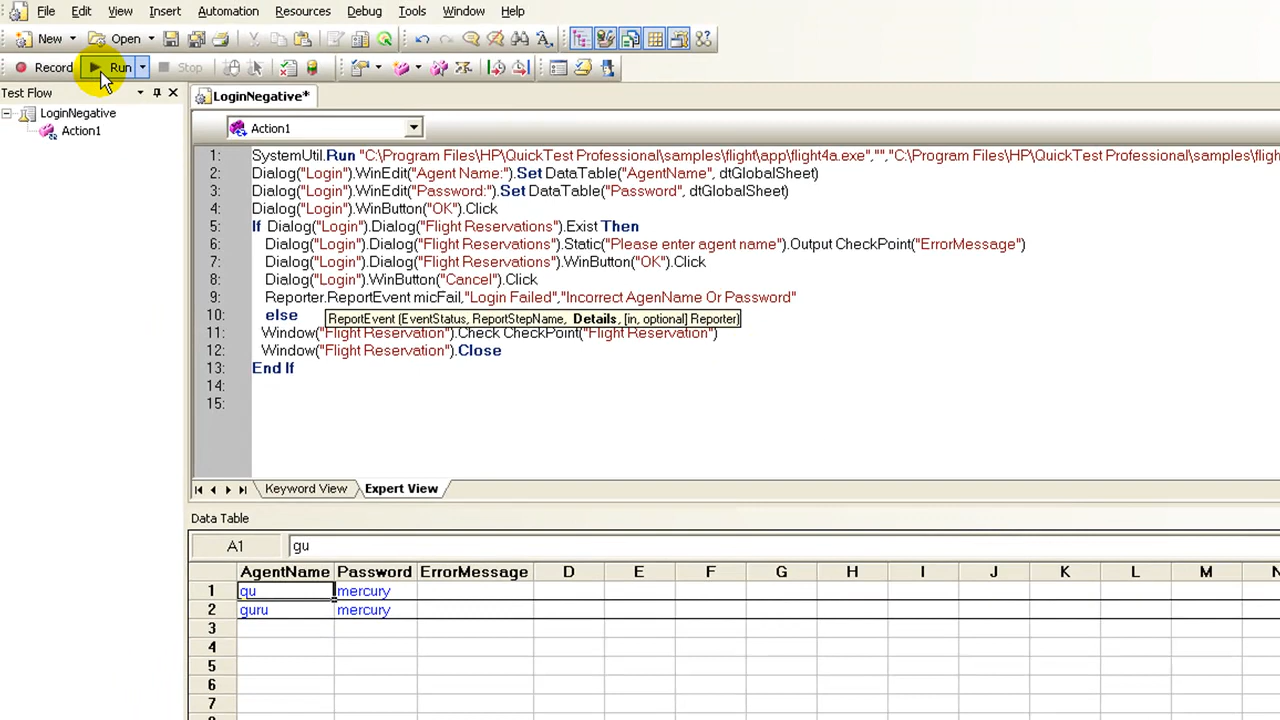 File Edit View Insert Automation Resources Debug Tools Window Help
New Open
Record Run Stop
Test Flow
LoginNegative
Action1
LoginNegative*
Action1
1: SystemUtil.Run "C:\Program Files\HP\QuickTest Professional\samples\flight\app\flight4a.exe","","C:\Program Files\HP\QuickTest Professional\samples\flight
2: Dialog("Login").WinEdit("Agent Name:").Set DataTable("AgentName", dtGlobalSheet)
3: Dialog("Login").WinEdit("Password:").Set DataTable("Password", dtGlobalSheet)
4: Dialog("Login").WinButton("OK").Click
5: If Dialog("Login").Dialog("Flight Reservations").Exist Then
6: Dialog("Login").Dialog("Flight Reservations").Static("Please enter agent name").Output CheckPoint("ErrorMessage")
7: Dialog("Login").Dialog("Flight Reservations").WinButton("OK").Click
8: Dialog("Login").WinButton("Cancel").Click
9: Reporter.ReportEvent micFail,"Login Failed","Incorrect AgenName Or Password"
10: else
ReportEvent (EventStatus, ReportStepName, Details, [in, optional] Reporter)
11: Window("Flight Reservation").Check CheckPoint("Flight Reservation")
12: Window("Flight Reservation").Close
13: End If
14:
15:
Keyword View Expert View
Data Table
A1 gu
AgentName Password ErrorMessage D E F G H I J K L M N
1 gu mercury
2 guru mercury
3
4
5
6
7